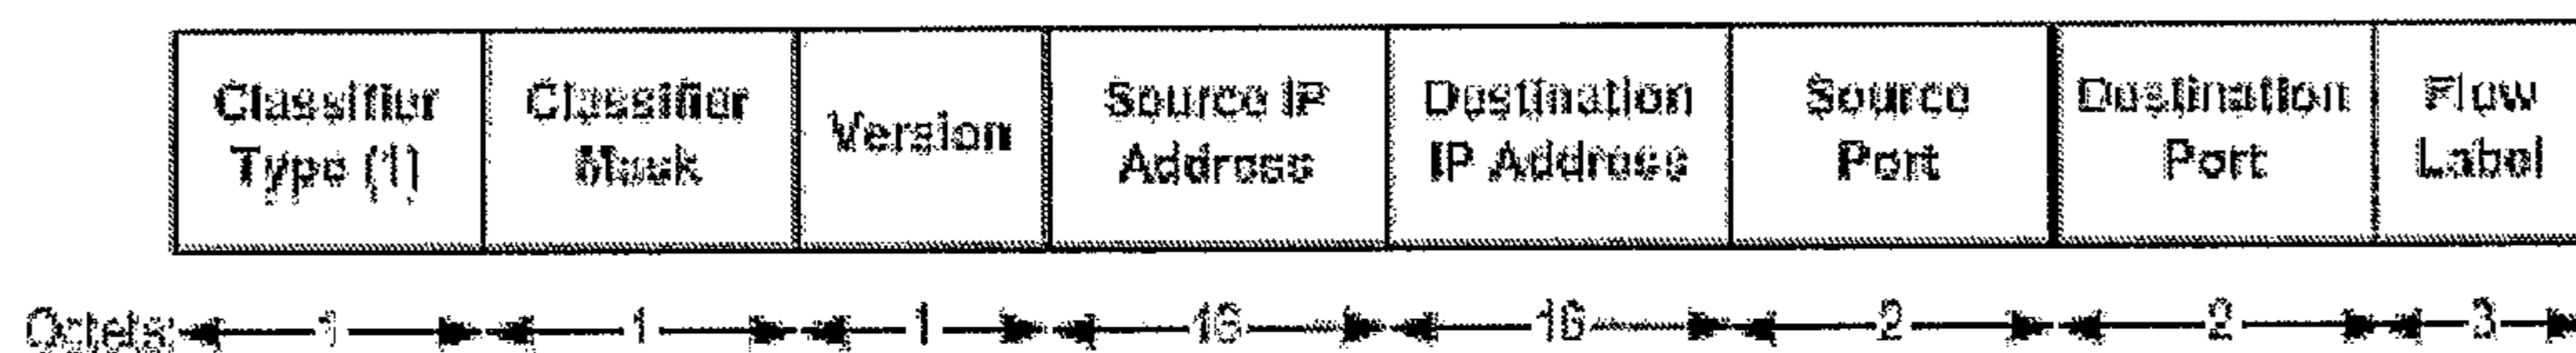 Classifier
Type (1)
Classifier
Mask
Version
Source IP
Address
Destination
IP Address
Source
Port
Destination
Port
Flow
Label
Octets: 1 1 1 16 16 2 2 3